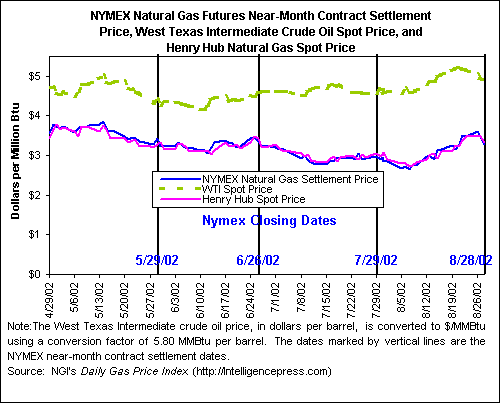 NYMEX Natural Gas Futures Near-Month Contract Settlement
Price, West Texas Intermediate Crude Oil Spot Price, and
Henry Hub Natural Gas Spot Price
Dollars per Million Btu
$5
$4
$3
$2
$1
$0
NYMEX Natural Gas Settlement Price
WTI Spot Price
Henry Hub Spot Price
Nymex Closing Dates
5/29/02
6/26/02
7/29/02
8/28/02
4/29/02
5/6/02
5/13/02
5/20/02
5/27/02
6/3/02
6/10/02
6/17/02
6/24/02
7/1/02
7/8/02
7/15/02
7/22/02
7/29/02
8/5/02
8/12/02
8/19/02
8/26/02
Note:The West Texas Intermediate crude oil price, in dollars per barrel, is converted to $/MMBtu
using a conversion factor of 5.80 MMBtu per barrel. The dates marked by vertical lines are the
NYMEX near-month contract settlement dates.
Source: NGI's Daily Gas Price Index (http://Intelligencepress.com)